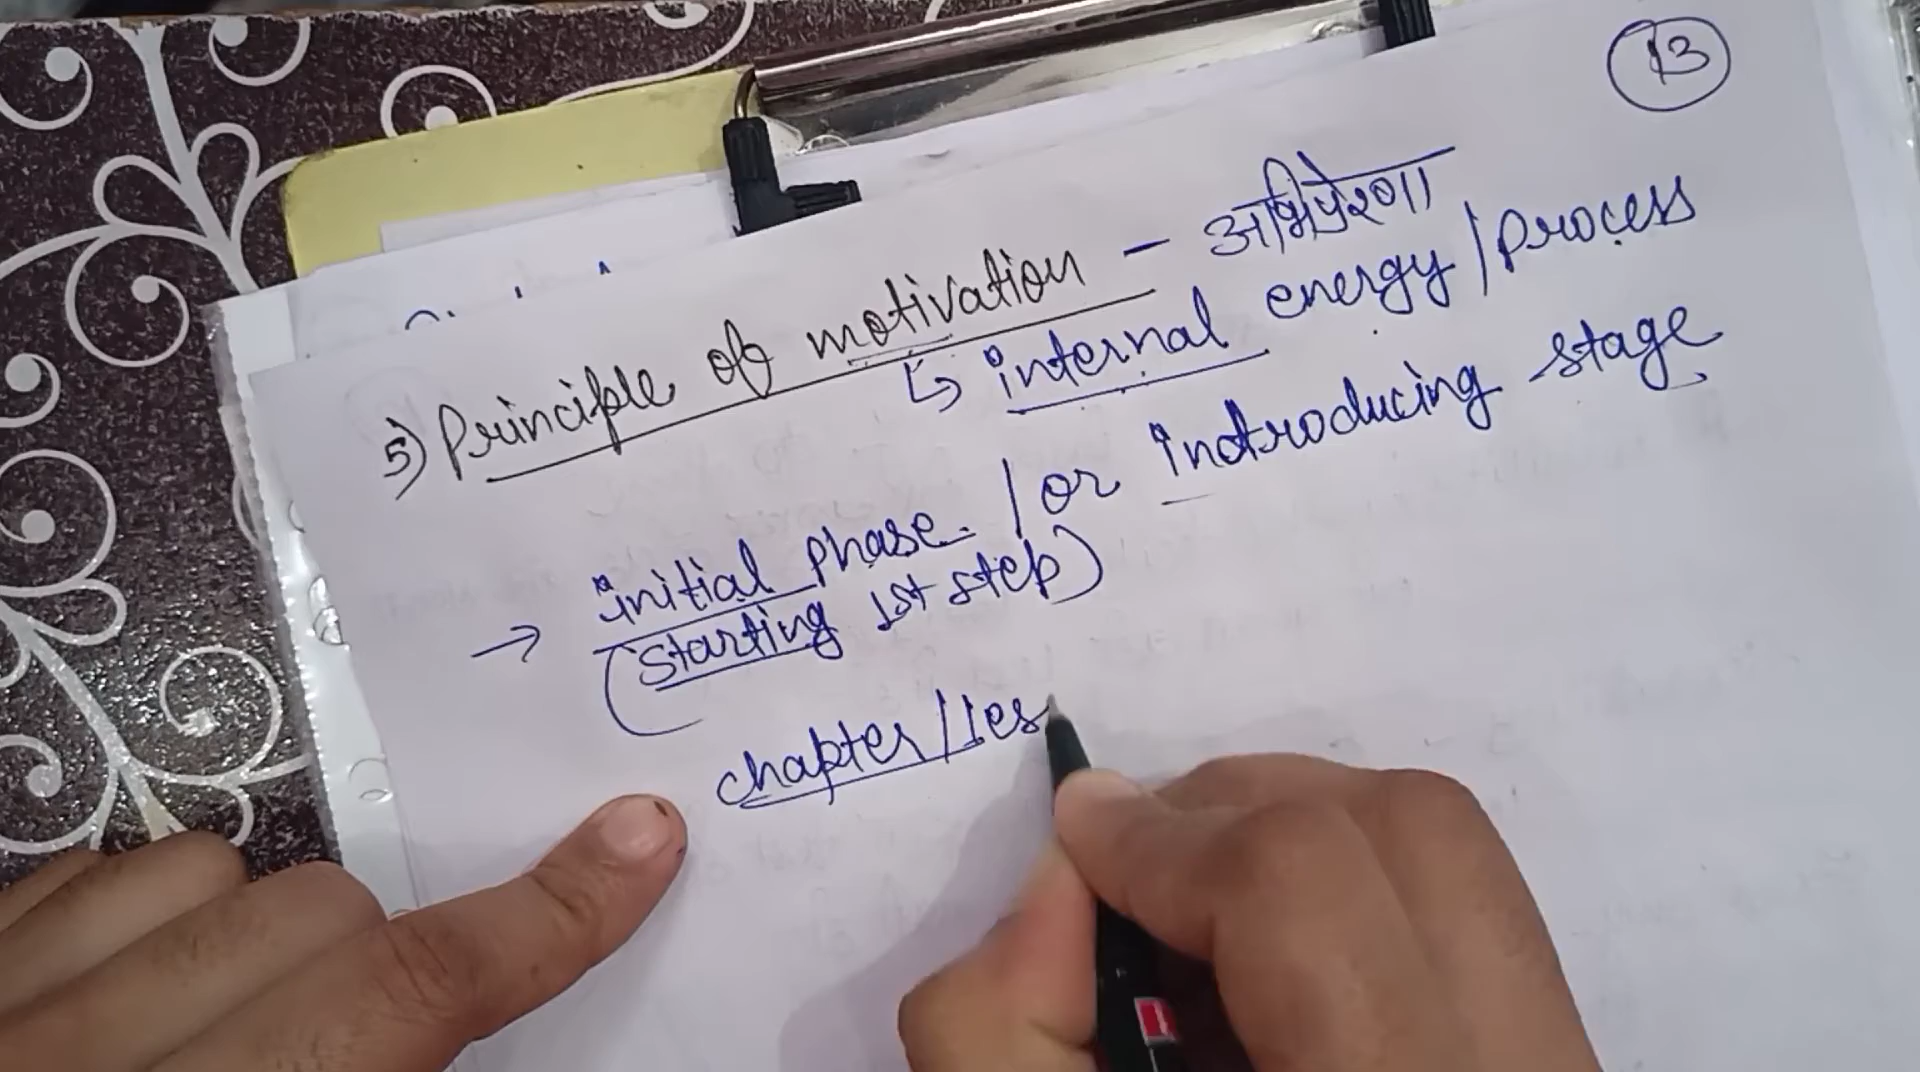 13
5) Principle of motivation - अभिप्रेरणा
↳ internal energy/process
→ initial phase / or indtroducing stage
(starting 1st step)
chapter/les